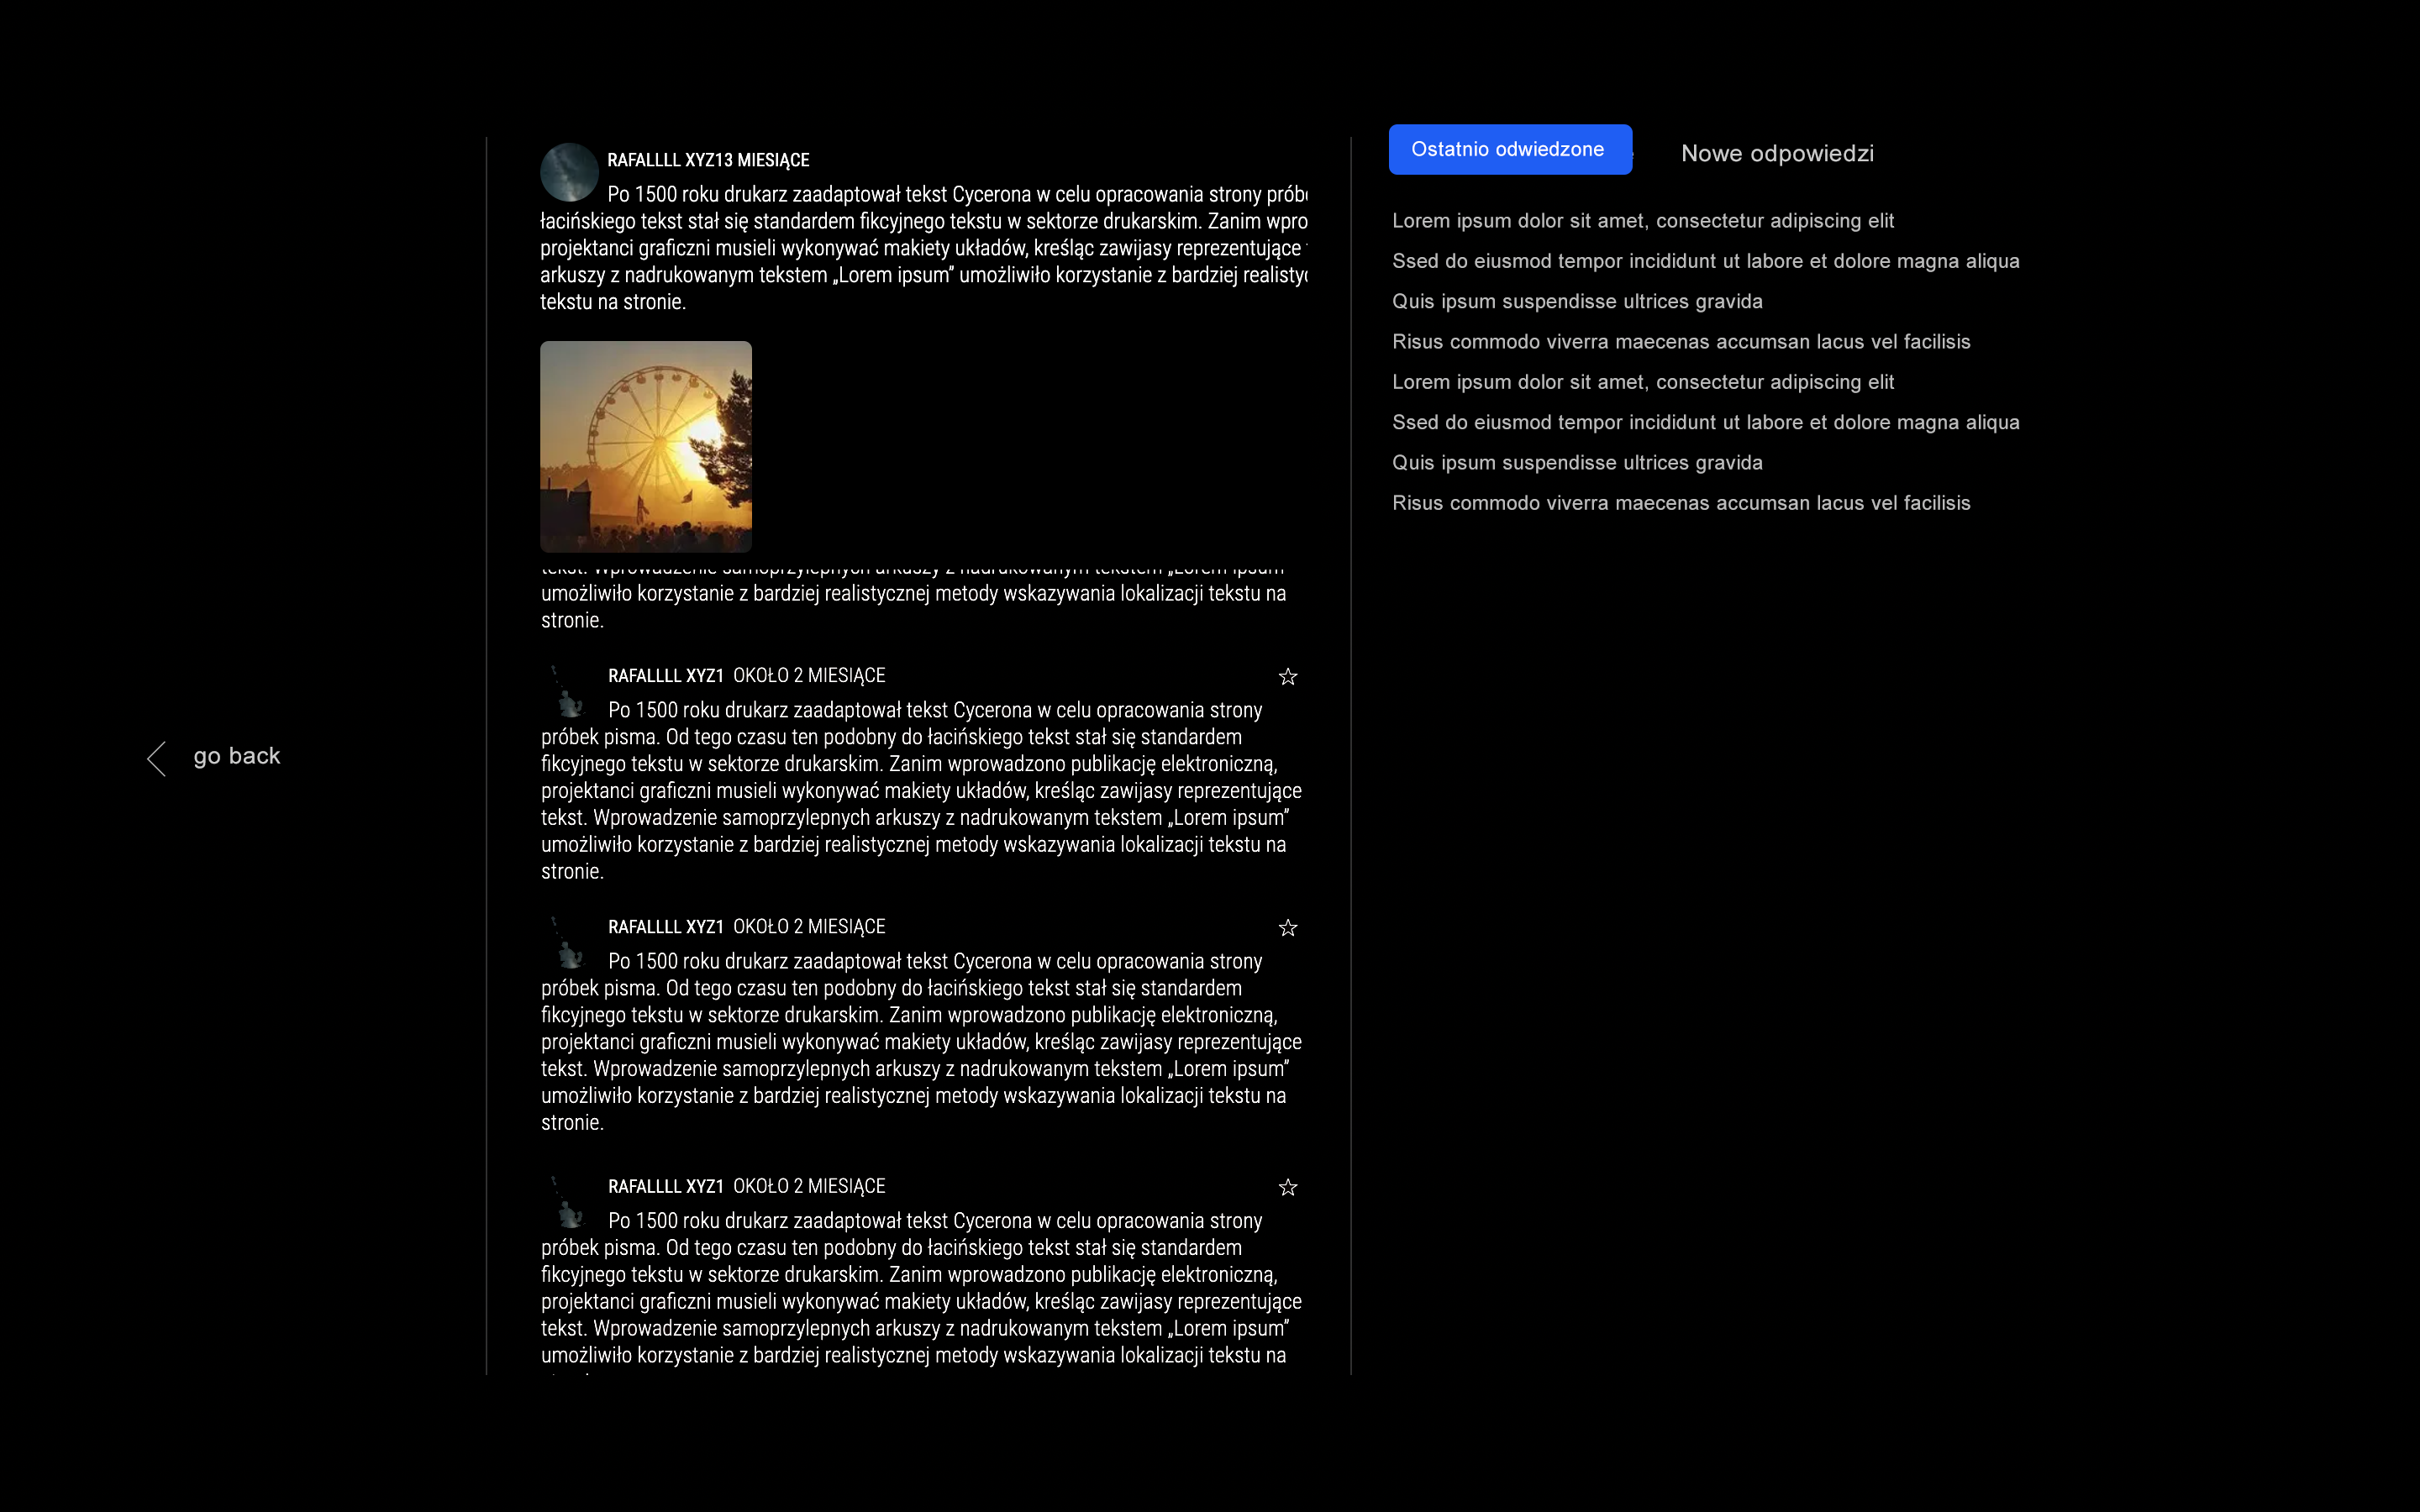 RAFALLLL XYZ13 MIESIĄCE
Po 1500 roku drukarz zaadaptował tekst Cycerona w celu opracowania strony
łacińskiego tekst stał się standardem fikcyjnego tekstu w sektorze drukarskim. Zanim
projektanci graficzni musieli wykonywać makiety układów, kreśląc zawijasy reprezentujące
arkuszy z nadrukowanym tekstem „Lorem ipsum” umożliwiło korzystanie z bardziej
tekstu na stronie.
tekst. Wprowadzenie samoprzylepnych arkuszy z nadrukowanym tekstem „Lorem ipsum”
umożliwiło korzystanie z bardziej realistycznej metody wskazywania lokalizacji tekstu na
stronie.
RAFALLLL XYZ1 OKOŁO 2 MIESIĄCE
Po 1500 roku drukarz zaadaptował tekst Cycerona w celu opracowania strony
próbek pisma. Od tego czasu ten podobny do łacińskiego tekst stał się standardem
fikcyjnego tekstu w sektorze drukarskim. Zanim wprowadzono publikację elektroniczną,
projektanci graficzni musieli wykonywać makiety układów, kreśląc zawijasy reprezentujące
tekst. Wprowadzenie samoprzylepnych arkuszy z nadrukowanym tekstem „Lorem ipsum”
umożliwiło korzystanie z bardziej realistycznej metody wskazywania lokalizacji tekstu na
stronie.
RAFALLLL XYZ1 OKOŁO 2 MIESIĄCE
Po 1500 roku drukarz zaadaptował tekst Cycerona w celu opracowania strony
próbek pisma. Od tego czasu ten podobny do łacińskiego tekst stał się standardem
fikcyjnego tekstu w sektorze drukarskim. Zanim wprowadzono publikację elektroniczną,
projektanci graficzni musieli wykonywać makiety układów, kreśląc zawijasy reprezentujące
tekst. Wprowadzenie samoprzylepnych arkuszy z nadrukowanym tekstem „Lorem ipsum”
umożliwiło korzystanie z bardziej realistycznej metody wskazywania lokalizacji tekstu na
stronie.
RAFALLLL XYZ1 OKOŁO 2 MIESIĄCE
Po 1500 roku drukarz zaadaptował tekst Cycerona w celu opracowania strony
próbek pisma. Od tego czasu ten podobny do łacińskiego tekst stał się standardem
fikcyjnego tekstu w sektorze drukarskim. Zanim wprowadzono publikację elektroniczną,
projektanci graficzni musieli wykonywać makiety układów, kreśląc zawijasy reprezentujące
tekst. Wprowadzenie samoprzylepnych arkuszy z nadrukowanym tekstem „Lorem ipsum”
umożliwiło korzystanie z bardziej realistycznej metody wskazywania lokalizacji tekstu na
go back
Ostatnio odwiedzone
Nowe odpowiedzi
Lorem ipsum dolor sit amet, consectetur adipiscing elit
Ssed do eiusmod tempor incididunt ut labore et dolore magna aliqua
Quis ipsum suspendisse ultrices gravida
Risus commodo viverra maecenas accumsan lacus vel facilisis
Lorem ipsum dolor sit amet, consectetur adipiscing elit
Ssed do eiusmod tempor incididunt ut labore et dolore magna aliqua
Quis ipsum suspendisse ultrices gravida
Risus commodo viverra maecenas accumsan lacus vel facilisis